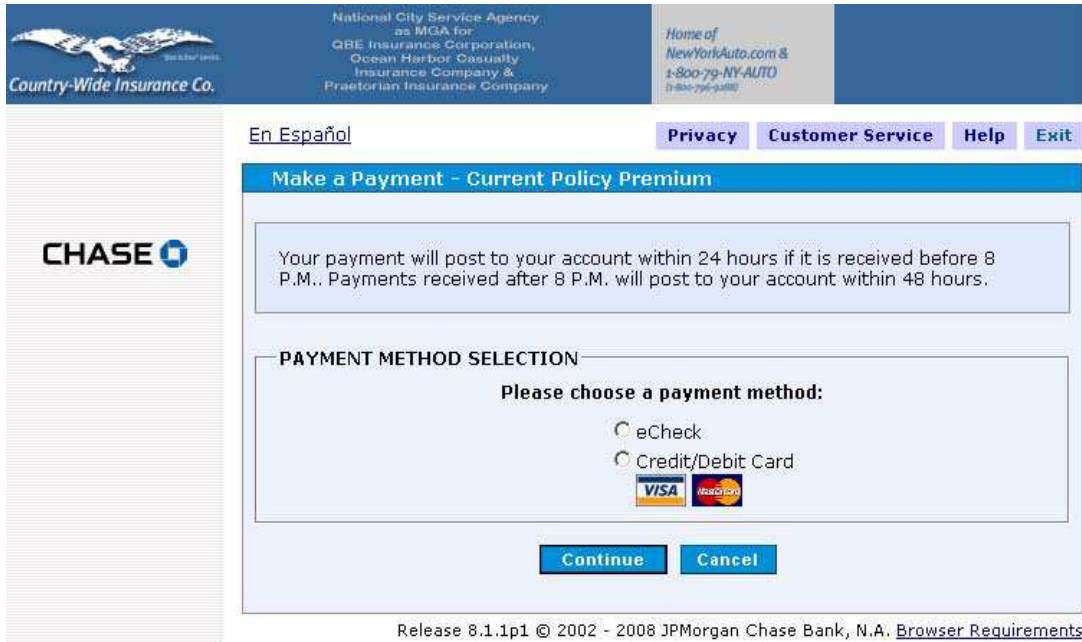 Country-Wide Insurance Co.
National City Service Agency
as MGA for
QBE Insurance Corporation,
Ocean Harbor Casualty
Insurance Company &
Praetorian Insurance Company
Home of
NewYorkAuto.com &
1-800-79-NY-AUTO
En Español
Privacy Customer Service Help Exit
Make a Payment - Current Policy Premium
CHASE
Your payment will post to your account within 24 hours if it is received before 8
P.M.. Payments received after 8 P.M. will post to your account within 48 hours.
PAYMENT METHOD SELECTION
Please choose a payment method:
eCheck
Credit/Debit Card
VISA MasterCard
Continue Cancel
Release 8.1.1p1 © 2002 - 2008 JPMorgan Chase Bank, N.A. Browser Requirements